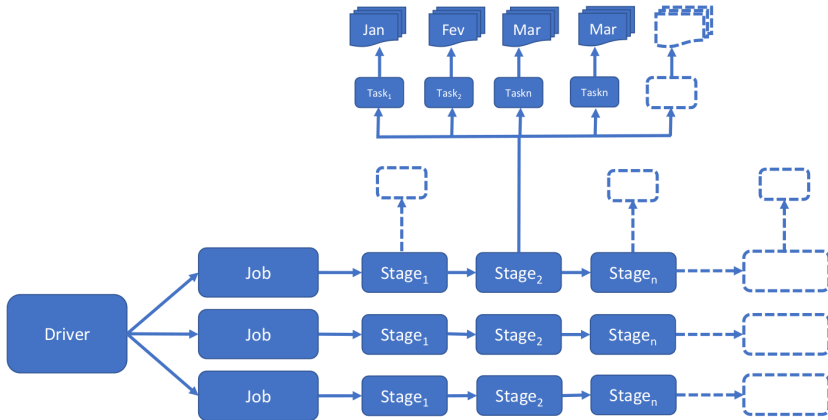 Jan
Fev
Mar
Mar
Task₁
Task₂
Taskn
Taskn
Job
Stage₁
Stage₂
Stageₙ
Driver
Job
Stage₁
Stage₂
Stageₙ
Job
Stage₁
Stage₂
Stageₙ